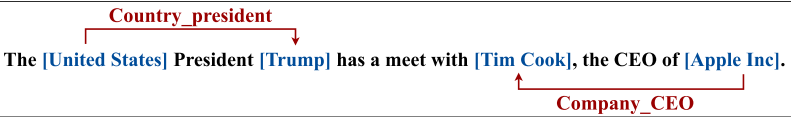 Country_president
The [United States] President [Trump] has a meet with [Tim Cook], the CEO of [Apple Inc].
Company_CEO